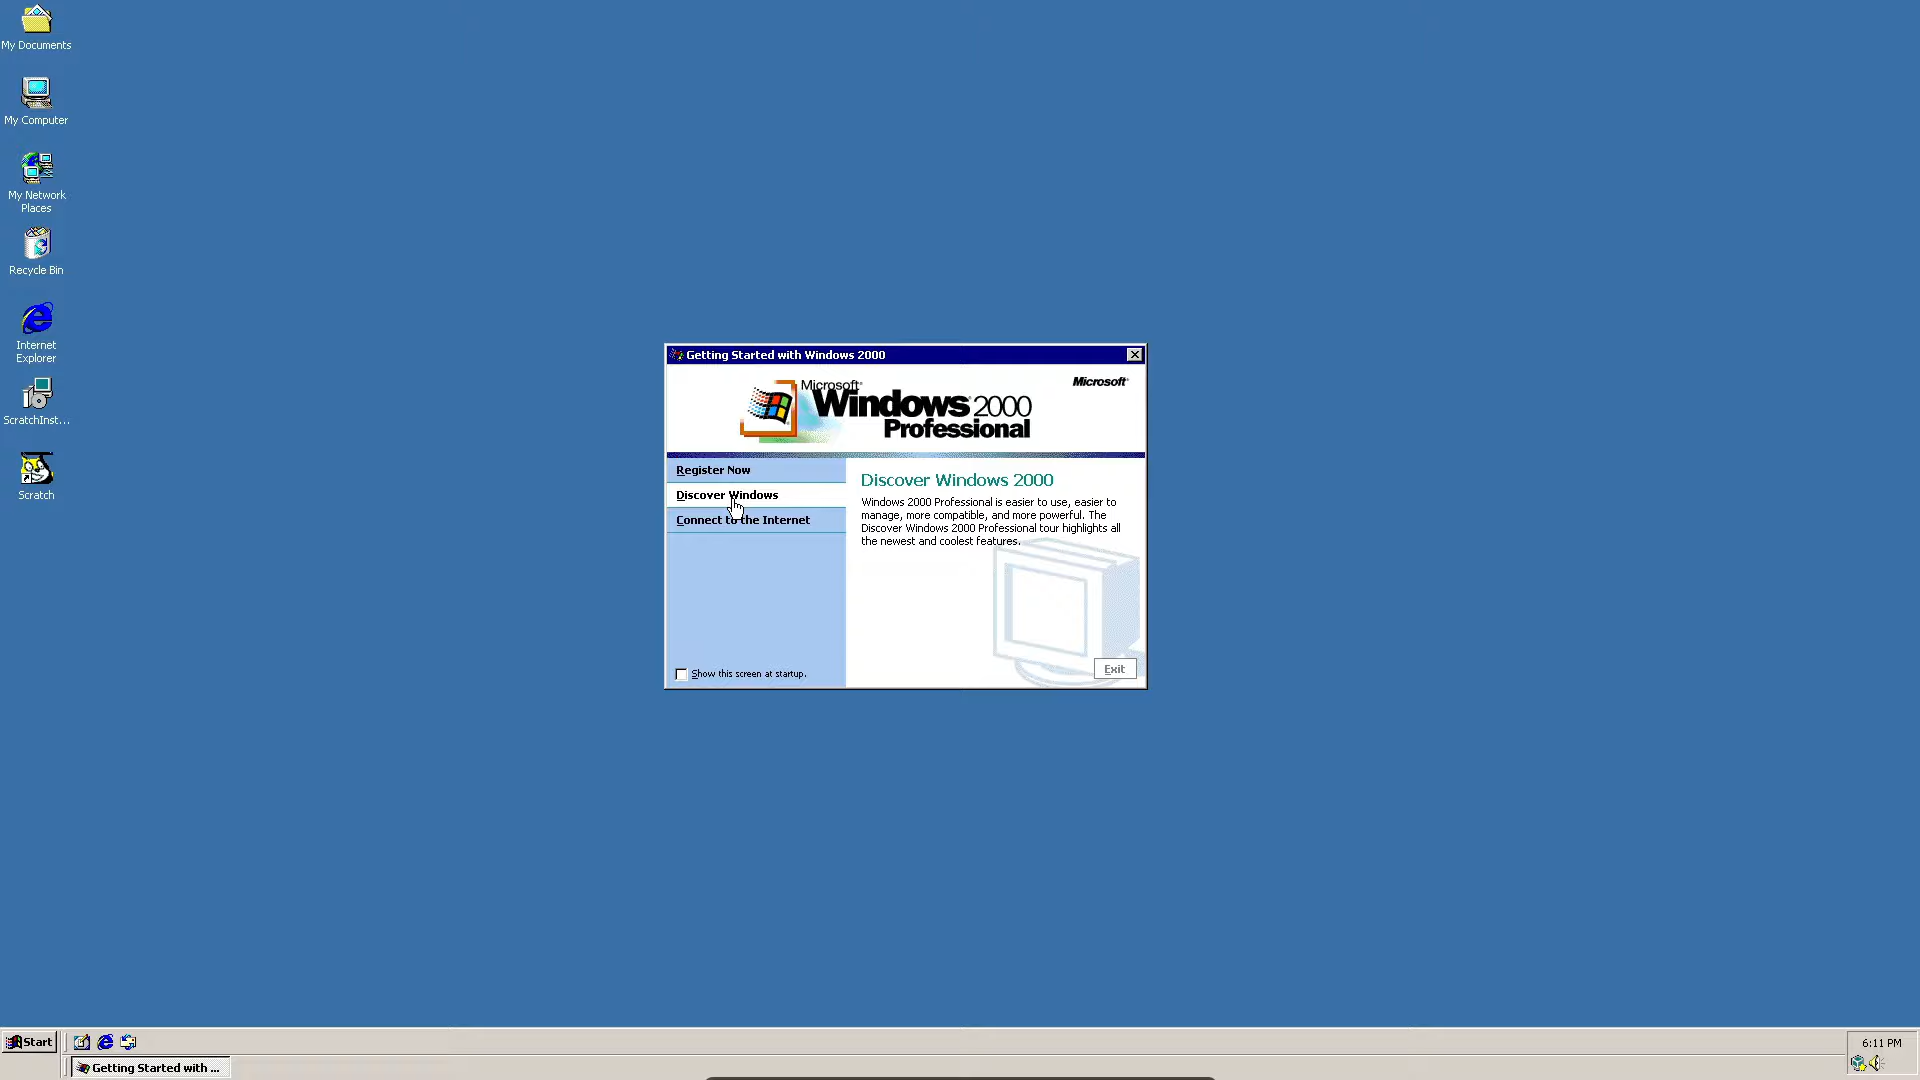 My Documents
My Computer
My Network
Places
Recycle Bin
Internet
Explorer
ScratchInst...
Scratch
Getting Started with Windows 2000
Microsoft
Windows 2000
Professional
Microsoft
Register Now
Discover Windows
Connect to the Internet
Show this screen at startup.
Discover Windows 2000
Windows 2000 Professional is easier to use, easier to
manage, more compatible, and more powerful. The
Discover Windows 2000 Professional tour highlights all
the newest and coolest features.
Exit
Start
Getting Started with ...
6:11 PM